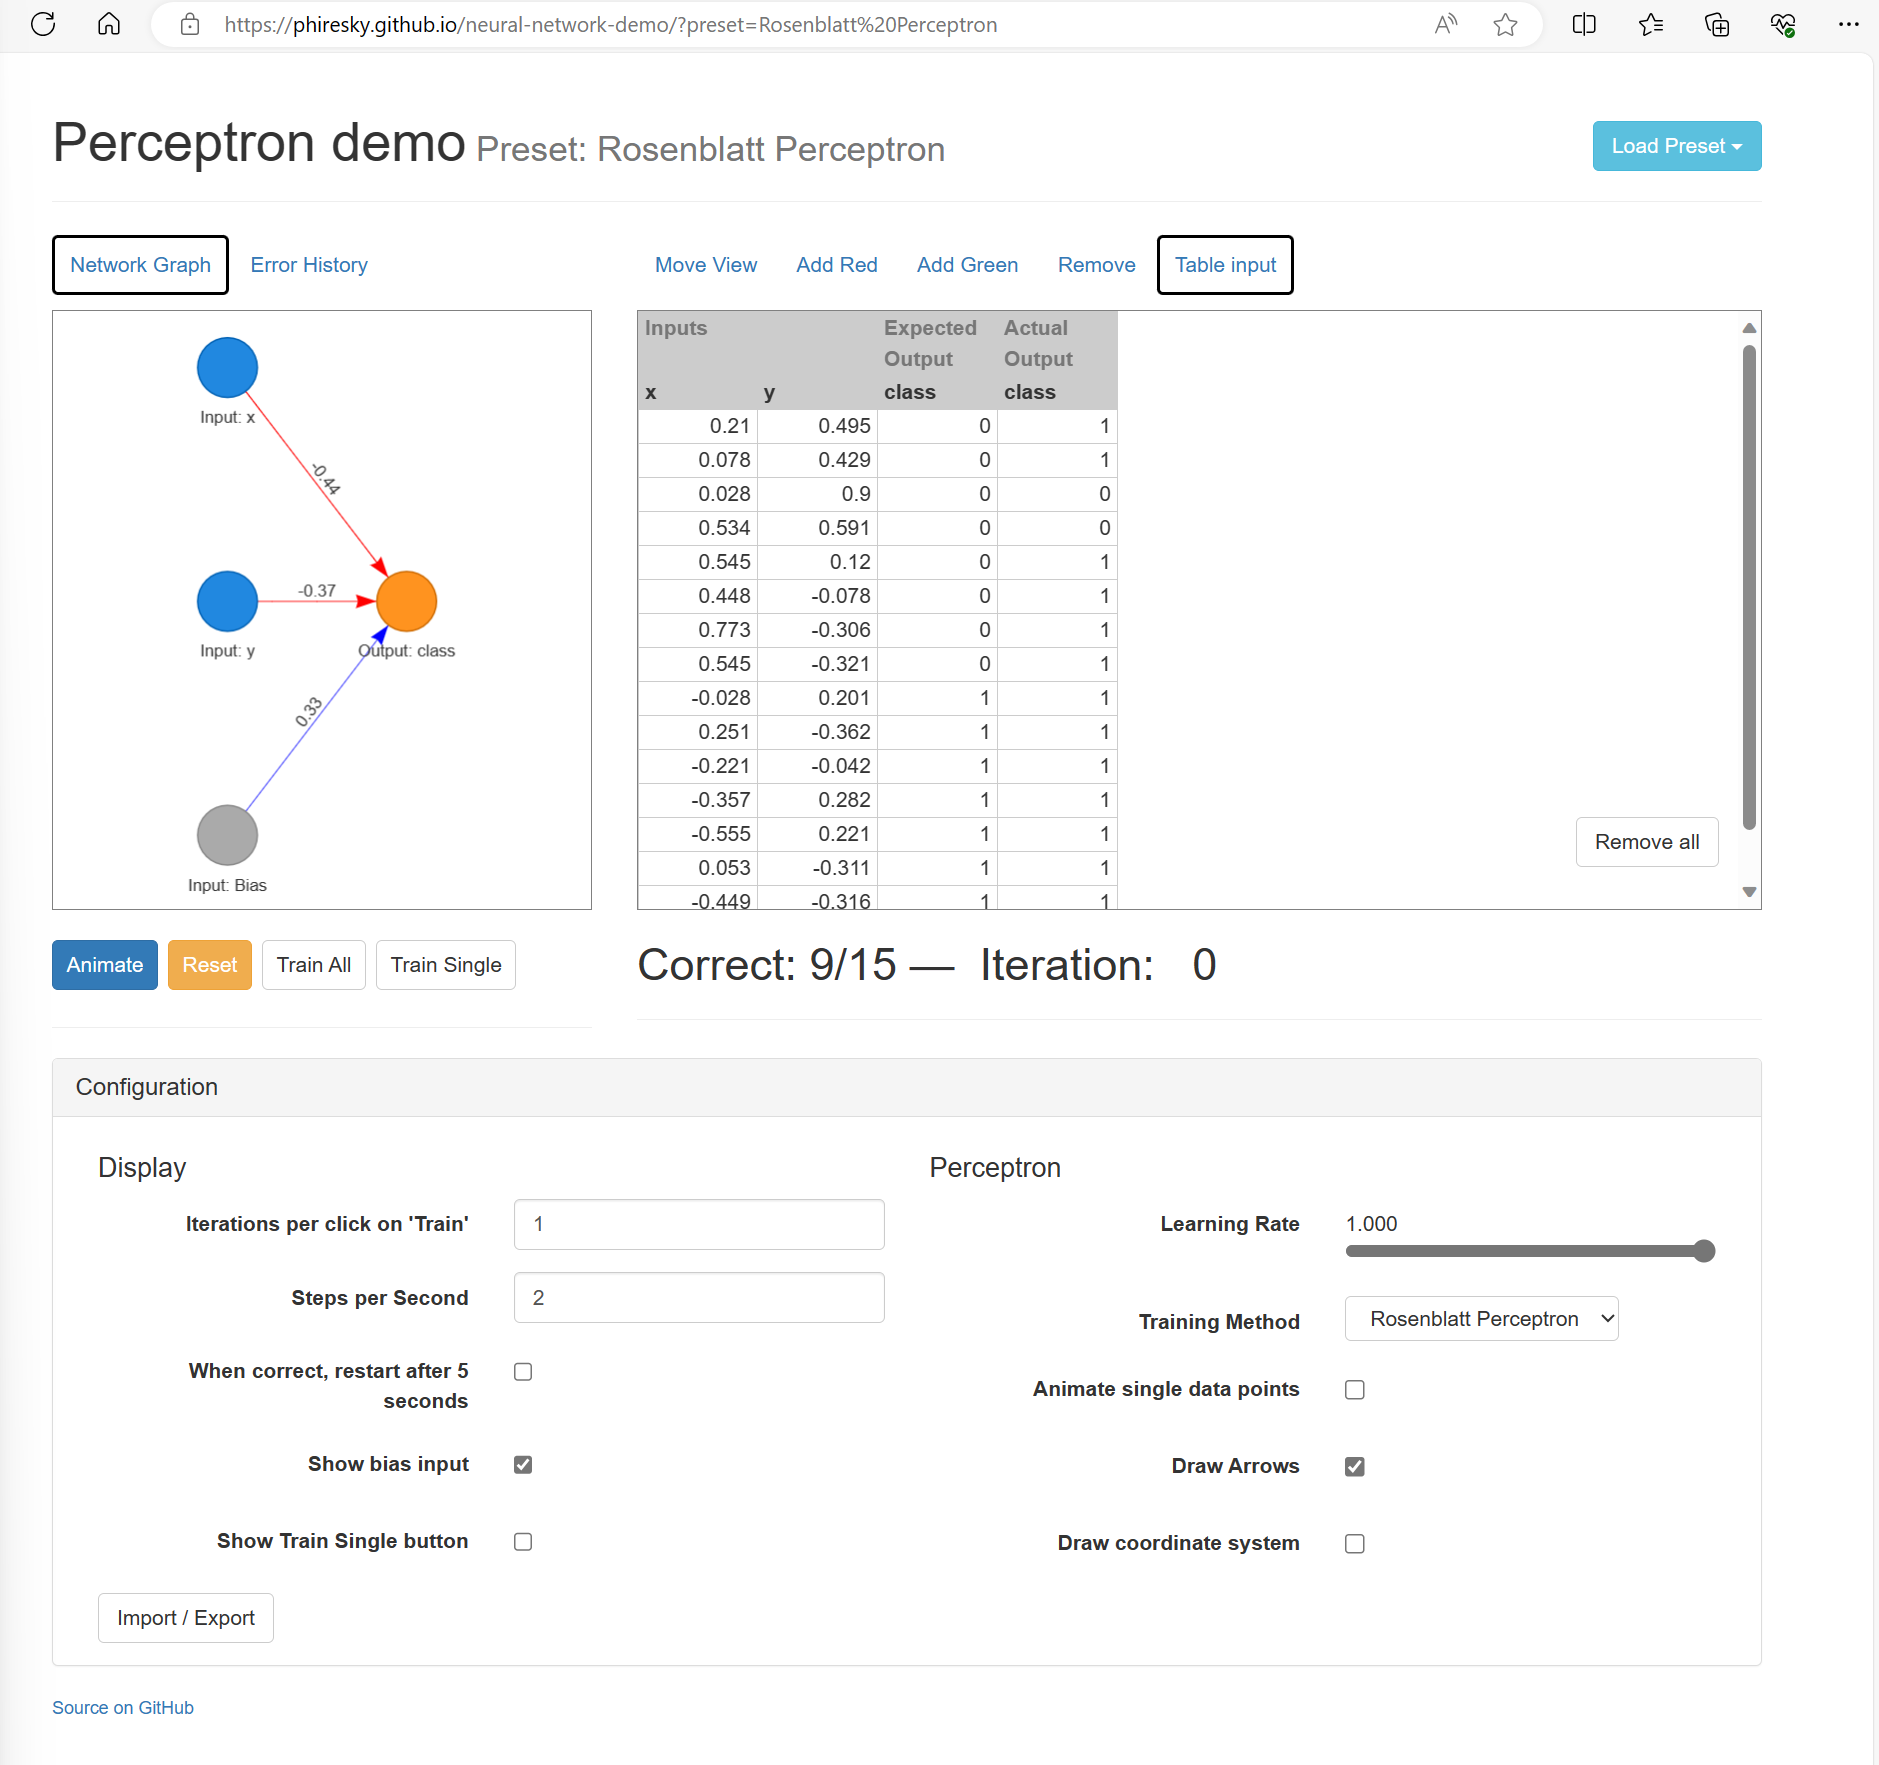 https://phiresky.github.io/neural-network-demo/?preset=Rosenblatt%20Perceptron
Perceptron demo Preset: Rosenblatt Perceptron
Load Preset
Network Graph Error History
Move View Add Red Add Green Remove Table input
Input: x
-0.44
Input: y
-0.37
Output: class
0.33
Input: Bias
Inputs Expected Output Actual Output
x y class class
0.21 0.495 0 1
0.078 0.429 0 1
0.028 0.9 0 0
0.534 0.591 0 0
0.545 0.12 0 1
0.448 -0.078 0 1
0.773 -0.306 0 1
0.545 -0.321 0 1
-0.028 0.201 1 1
0.251 -0.362 1 1
-0.221 -0.042 1 1
-0.357 0.282 1 1
-0.555 0.221 1 1
0.053 -0.311 1 1
-0.449 -0.316 1 1
Remove all
Animate Reset Train All Train Single
Correct: 9/15 — Iteration: 0
Configuration
Display
Iterations per click on 'Train' 1
Steps per Second 2
When correct, restart after 5
seconds
Show bias input
Show Train Single button
Import / Export
Perceptron
Learning Rate 1.000
Training Method Rosenblatt Perceptron
Animate single data points
Draw Arrows
Draw coordinate system
Source on GitHub